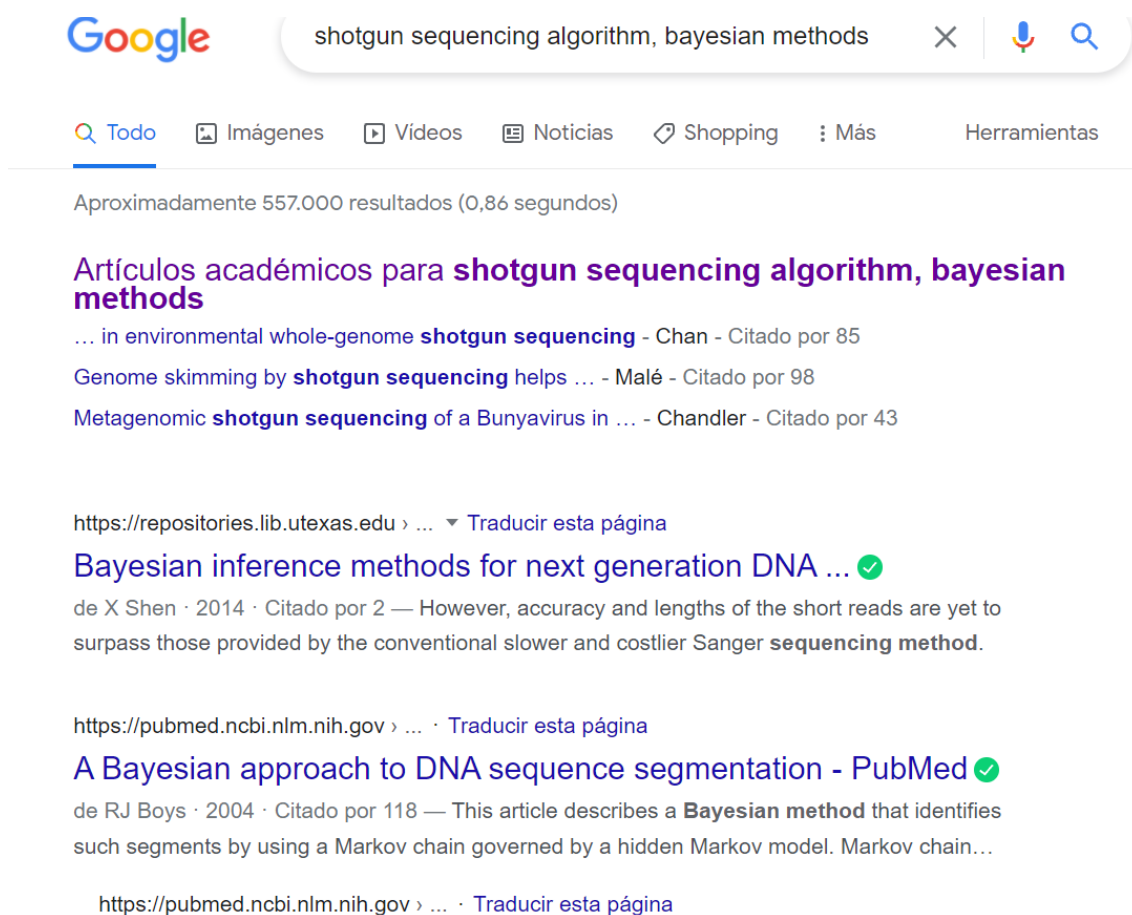 Google
shotgun sequencing algorithm, bayesian methods
Todo Imágenes Vídeos Noticias Shopping Más Herramientas
Aproximadamente 557.000 resultados (0,86 segundos)
Artículos académicos para shotgun sequencing algorithm, bayesian
methods
… in environmental whole-genome shotgun sequencing - Chan - Citado por 85
Genome skimming by shotgun sequencing helps … - Malé - Citado por 98
Metagenomic shotgun sequencing of a Bunyavirus in … - Chandler - Citado por 43
https://repositories.lib.utexas.edu › ... Traducir esta página
Bayesian inference methods for next generation DNA ...
de X Shen · 2014 · Citado por 2 — However, accuracy and lengths of the short reads are yet to
surpass those provided by the conventional slower and costlier Sanger sequencing method.
https://pubmed.ncbi.nlm.nih.gov › ... · Traducir esta página
A Bayesian approach to DNA sequence segmentation - PubMed
de RJ Boys · 2004 · Citado por 118 — This article describes a Bayesian method that identifies
such segments by using a Markov chain governed by a hidden Markov model. Markov chain…
https://pubmed.ncbi.nlm.nih.gov › ... · Traducir esta página